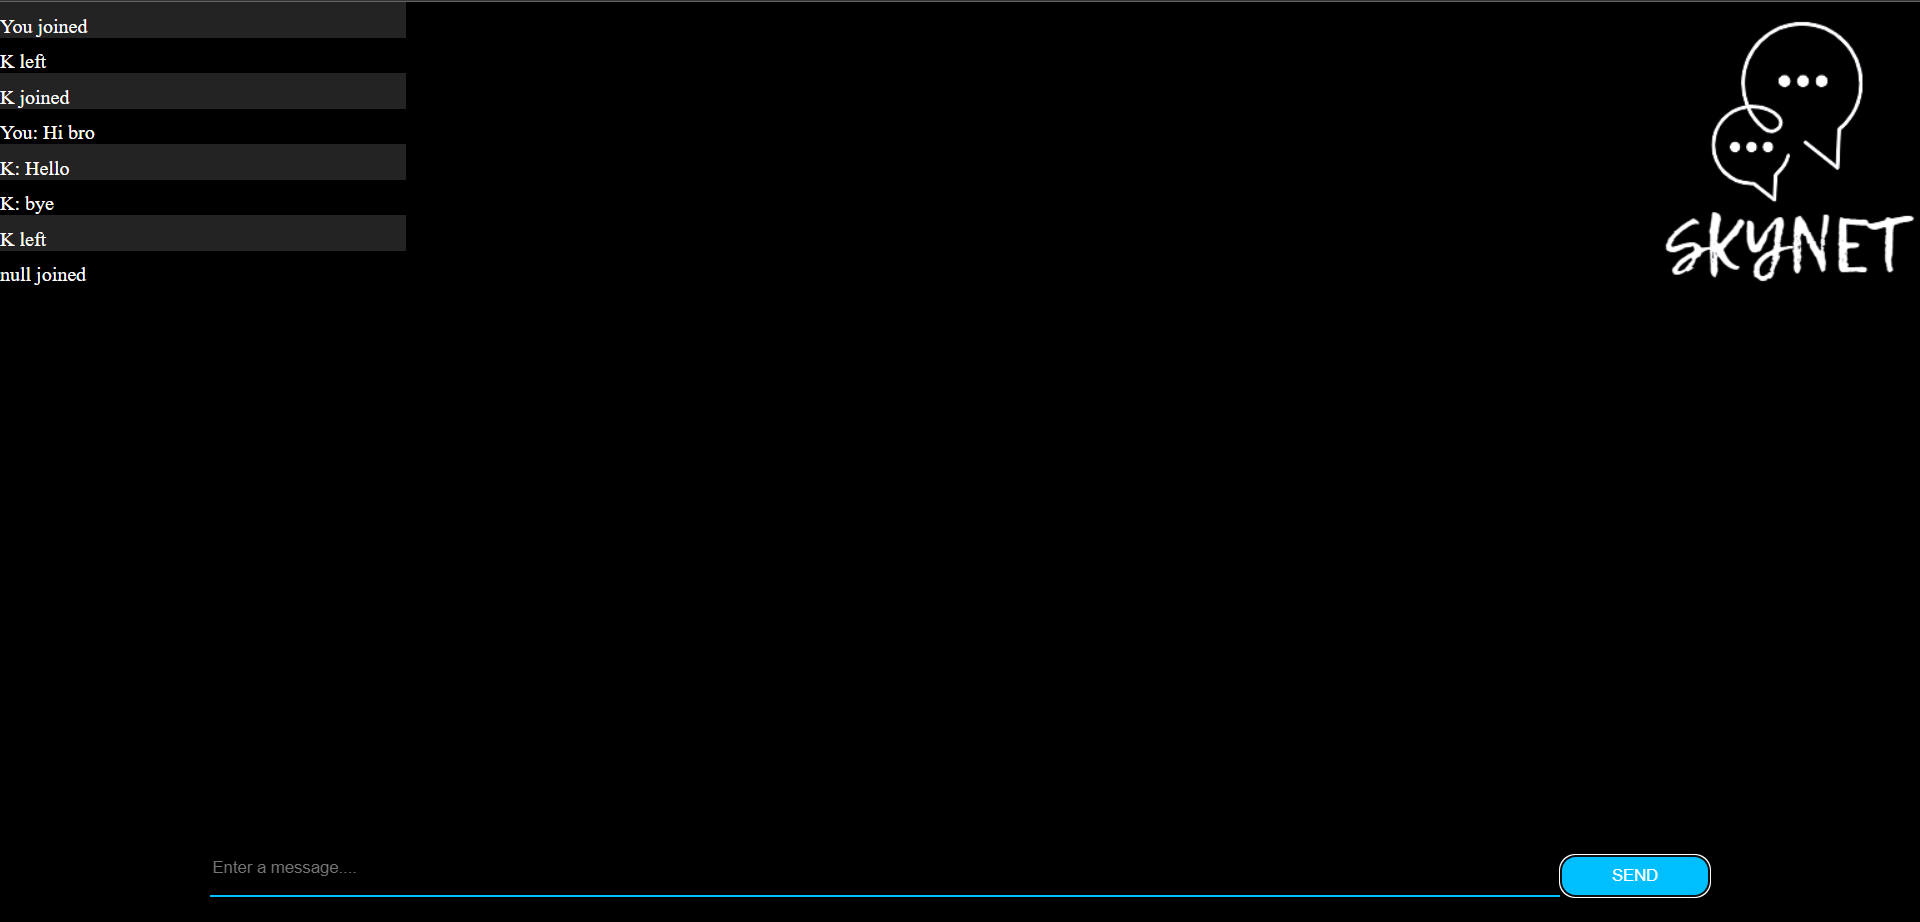 You joined
K left
K joined
You: Hi bro
K: Hello
K: bye
K left
null joined
SKYNET
Enter a message....
SEND